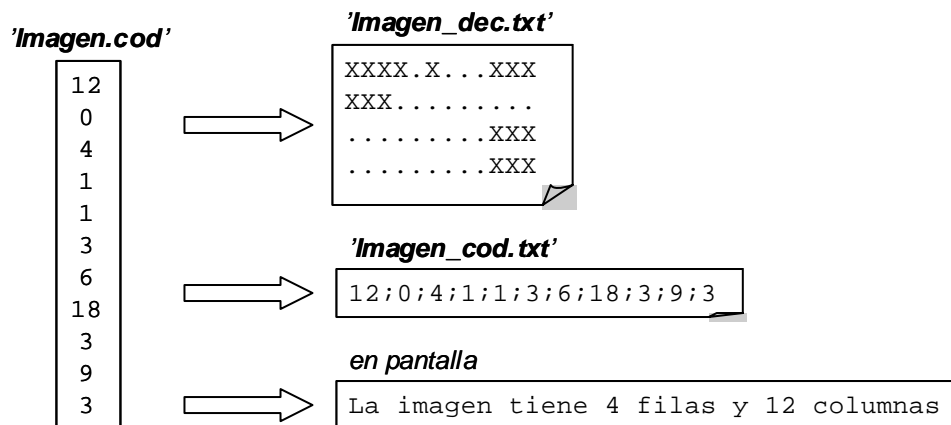 'Imagen.cod'
12
0
4
1
1
3
6
18
3
9
3
'Imagen_dec.txt'
XXXX.X...XXX
XXX.........
.........XXX
.........XXX
'Imagen_cod.txt'
12;0;4;1;1;3;6;18;3;9;3
en pantalla
La imagen tiene 4 filas y 12 columnas